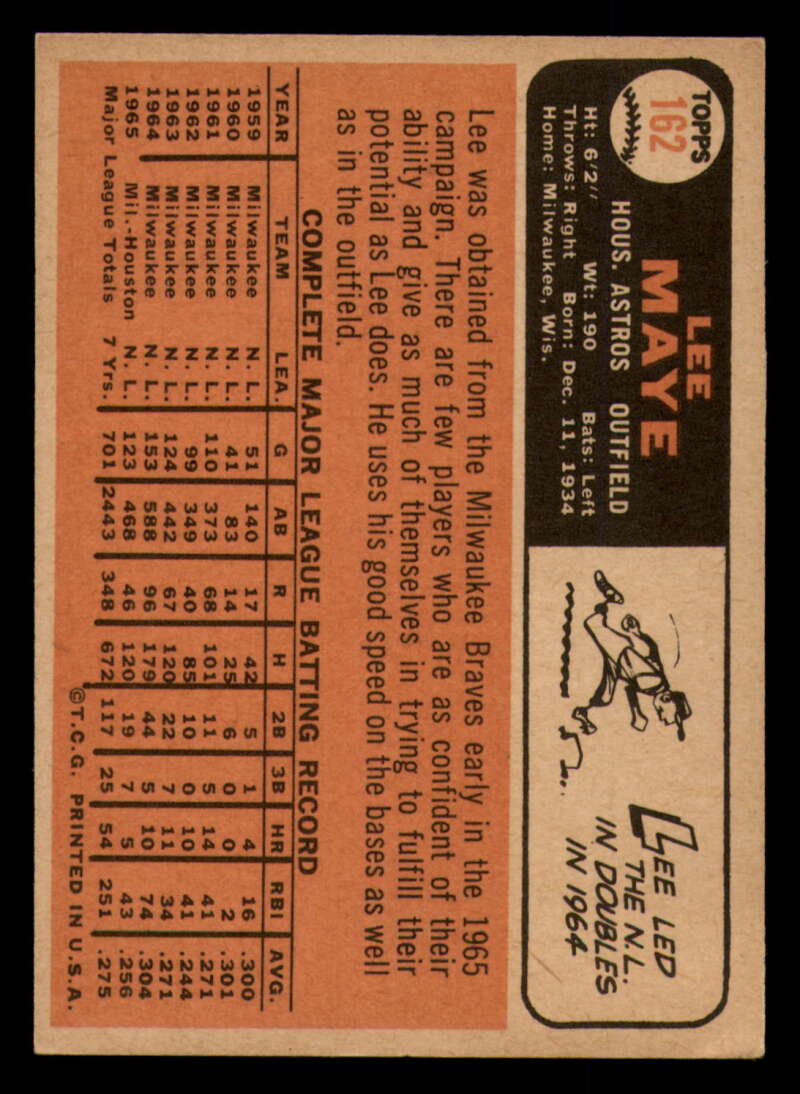 TOPPS
162
LEE
MAYE
HOUS. ASTROS OUTFIELD
Ht: 6'2" Wt: 190 Bats: Left
Throws: Right Born: Dec. 11, 1934
Home: Milwaukee, Wis.
LEE LED
THE N.L.
IN DOUBLES
IN 1964
Lee was obtained from the Milwaukee Braves early in the 1965
campaign. There are few players who are as confident of their
ability and give as much of themselves in trying to fulfill their
potential as Lee does. He uses his good speed on the bases as well
as in the outfield.
COMPLETE MAJOR LEAGUE BATTING RECORD
YEAR TEAM LEA. G AB R H 2B 3B HR RBI AVG.
1959 Milwaukee N. L. 51 140 17 42 5 1 4 16 .300
1960 Milwaukee N. L. 41 83 14 25 6 0 0 2 .301
1961 Milwaukee N. L. 110 373 68 101 11 5 14 41 .271
1962 Milwaukee N. L. 99 349 40 85 10 0 10 41 .244
1963 Milwaukee N. L. 124 442 67 120 22 7 11 34 .271
1964 Milwaukee N. L. 153 588 96 179 44 5 10 74 .304
1965 Mil.-Houston N. L. 123 468 46 120 19 7 5 43 .256
Major League Totals 7 Yrs. 701 2443 348 672 117 25 54 251 .275
©T.C.G. PRINTED IN U.S.A.